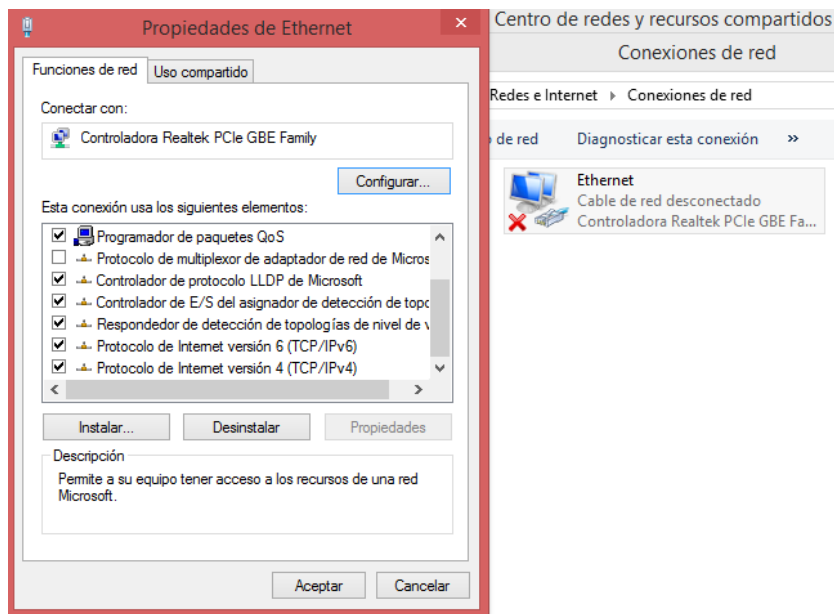 Propiedades de Ethernet
Funciones de red
Uso compartido
Conectar con:
Controladora Realtek PCIe GBE Family
Configurar...
Esta conexión usa los siguientes elementos:
Programador de paquetes QoS
Protocolo de multiplexor de adaptador de red de Micros
Controlador de protocolo LLDP de Microsoft
Controlador de E/S del asignador de detección de topo
Respondedor de detección de topologías de nivel de v
Protocolo de Internet versión 6 (TCP/IPv6)
Protocolo de Internet versión 4 (TCP/IPv4)
Instalar...
Desinstalar
Propiedades
Descripción
Permite a su equipo tener acceso a los recursos de una red
Microsoft.
Aceptar
Cancelar
Centro de redes y recursos compartidos
Conexiones de red
Redes e Internet
Conexiones de red
de red
Diagnosticar esta conexión
»
Ethernet
Cable de red desconectado
Controladora Realtek PCIe GBE Fa...